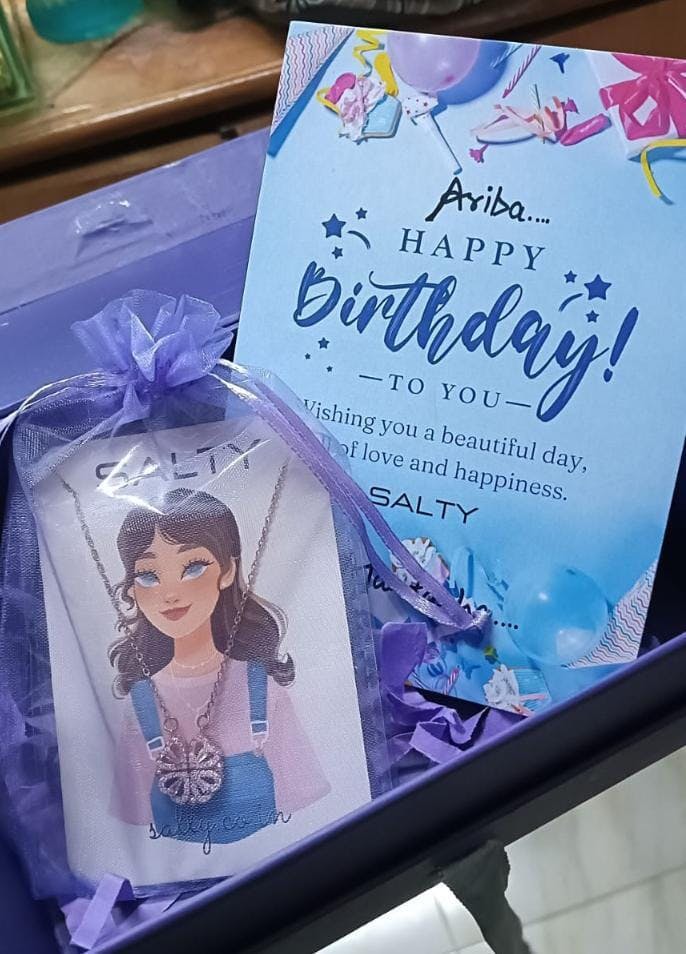 Ariba....
HAPPY
Birthday!
—TO YOU—
Wishing you a beautiful day,
of love and happiness.
SALTY
SALTY
salty.co.in